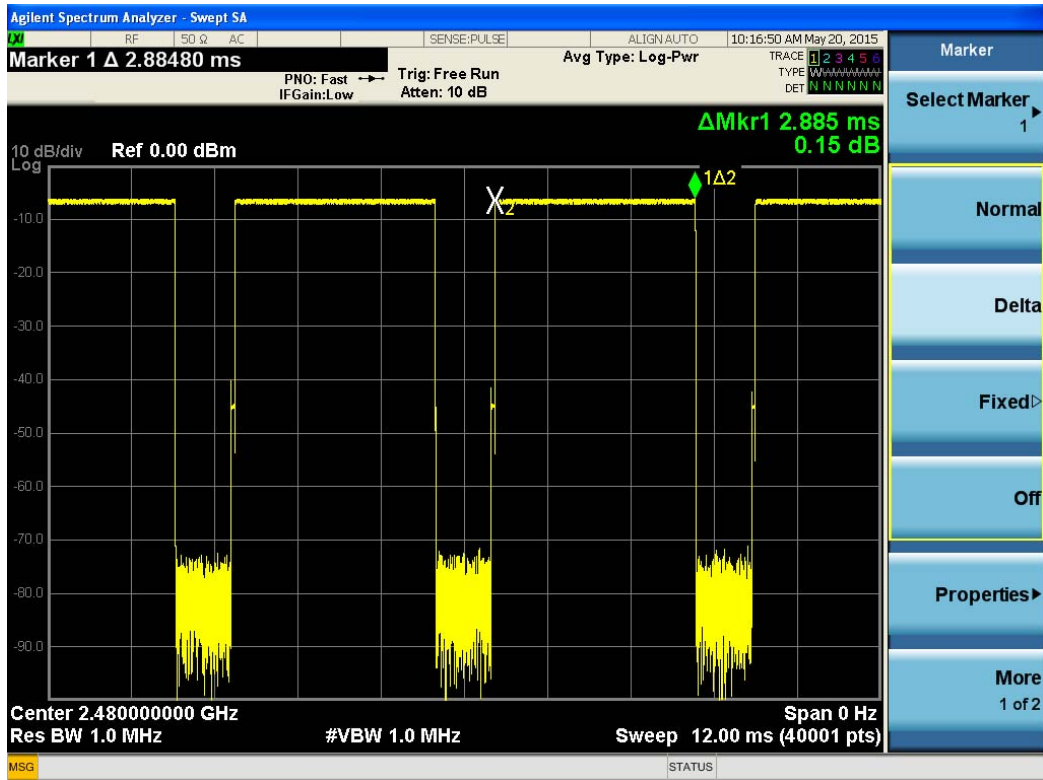 Agilent Spectrum Analyzer - Swept SA
LXI RF 50 Ω AC SENSE:PULSE ALIGN AUTO 10:16:50 AM May 20, 2015
Marker 1 Δ 2.88480 ms
PNO: Fast
IFGain:Low
Trig: Free Run
Atten: 10 dB
Avg Type: Log-Pwr
TRACE 1 2 3 4 5 6
TYPE
DET N N N N N N
ΔMkr1 2.885 ms
0.15 dB
10 dB/div Ref 0.00 dBm
Log
1Δ2
2
-10.0
-20.0
-30.0
-40.0
-50.0
-60.0
-70.0
-80.0
-90.0
Center 2.480000000 GHz Span 0 Hz
Res BW 1.0 MHz #VBW 1.0 MHz Sweep 12.00 ms (40001 pts)
MSG STATUS
Marker
Select Marker
1
Normal
Delta
Fixed
Off
Properties
More
1 of 2